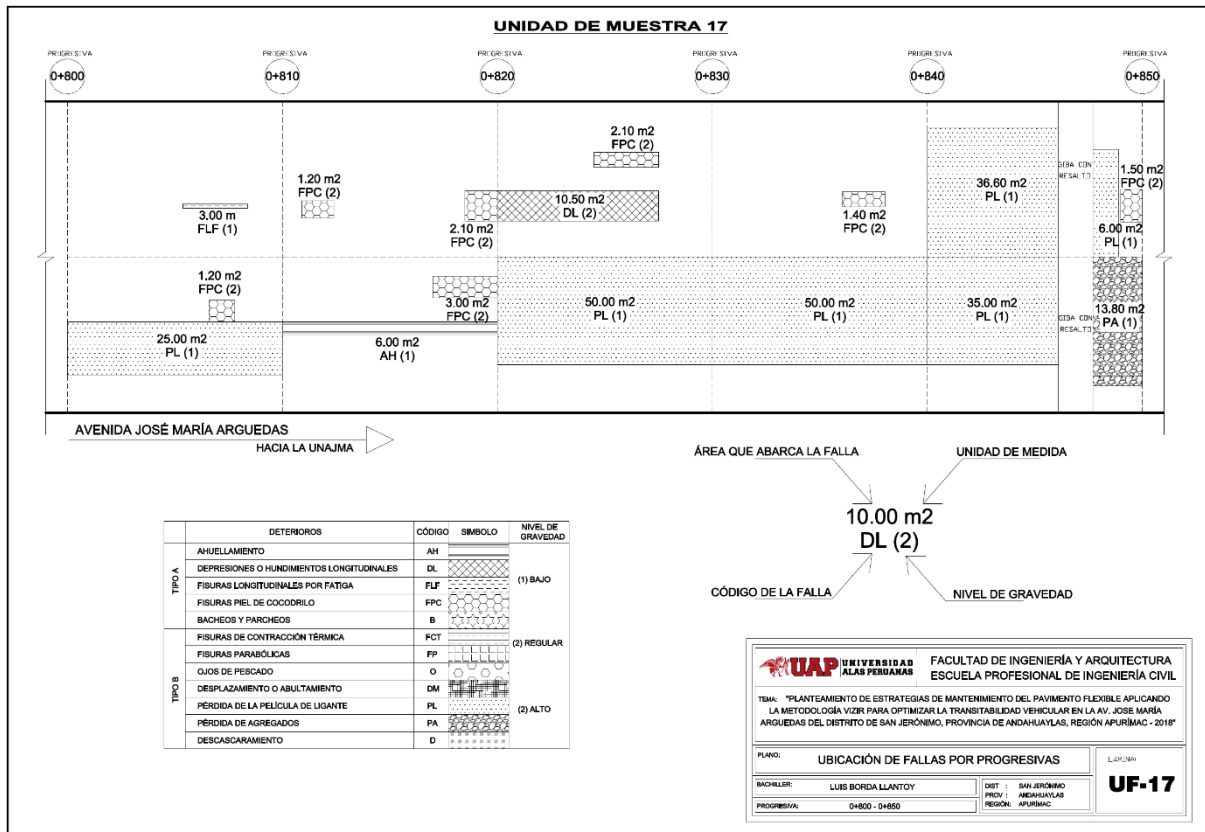 UNIDAD DE MUESTRA 17
PROGRESIVA
0+800
PROGRESIVA
0+810
PROGRESIVA
0+820
PROGRESIVA
0+830
PROGRESIVA
0+840
PROGRESIVA
0+850
3.00 m
FLF (1)
1.20 m2
FPC (2)
2.10 m2
FPC (2)
10.50 m2
DL (2)
2.10 m2
FPC (2)
1.40 m2
FPC (2)
36.60 m2
PL (1)
GIBA CON
RESALTO
1.50 m2
FPC (2)
6.00 m2
PL (1)
1.20 m2
FPC (2)
25.00 m2
PL (1)
6.00 m2
AH (1)
3.00 m2
FPC (2)
50.00 m2
PL (1)
50.00 m2
PL (1)
35.00 m2
PL (1)
GIBA CON
RESALTO
13.80 m2
PA (1)
AVENIDA JOSÉ MARÍA ARGUEDAS
HACIA LA UNAJMA
ÁREA QUE ABARCA LA FALLA
UNIDAD DE MEDIDA
10.00 m2
DL (2)
CÓDIGO DE LA FALLA
NIVEL DE GRAVEDAD
DETERIOROS CÓDIGO SIMBOLO NIVEL DE GRAVEDAD
TIPO A
AHUELLAMIENTO AH
DEPRESIONES O HUNDIMIENTOS LONGITUDINALES DL
FISURAS LONGITUDINALES POR FATIGA FLF
(1) BAJO
FISURAS PIEL DE COCODRILO FPC
BACHEOS Y PARCHEOS B
TIPO B
FISURAS DE CONTRACCIÓN TÉRMICA FCT
(2) REGULAR
FISURAS PARABÓLICAS FP
OJOS DE PESCADO O
DESPLAZAMIENTO O ABULTAMIENTO DM
PÉRDIDA DE LA PELÍCULA DE LIGANTE PL
(2) ALTO
PÉRDIDA DE AGREGADOS PA
DESCASCARAMIENTO D
UAP UNIVERSIDAD
ALAS PERUANAS
FACULTAD DE INGENIERÍA Y ARQUITECTURA
ESCUELA PROFESIONAL DE INGENIERÍA CIVIL
TEMA: "PLANTEAMIENTO DE ESTRATEGIAS DE MANTENIMIENTO DEL PAVIMENTO FLEXIBLE APLICANDO
LA METODOLOGÍA VIZIR PARA OPTIMIZAR LA TRANSITABILIDAD VEHICULAR EN LA AV. JOSE MARÍA
ARGUEDAS DEL DISTRITO DE SAN JERÓNIMO, PROVINCIA DE ANDAHUAYLAS, REGIÓN APURÍMAC - 2018"
PLANO: UBICACIÓN DE FALLAS POR PROGRESIVAS
LAMINA:
UF-17
BACHILLER: LUIS BORDA LLANTOY
PROGRESIVA: 0+800 - 0+850
DIST : SAN JERÓNIMO
PROV : ANDAHUAYLAS
REGIÓN: APURÍMAC